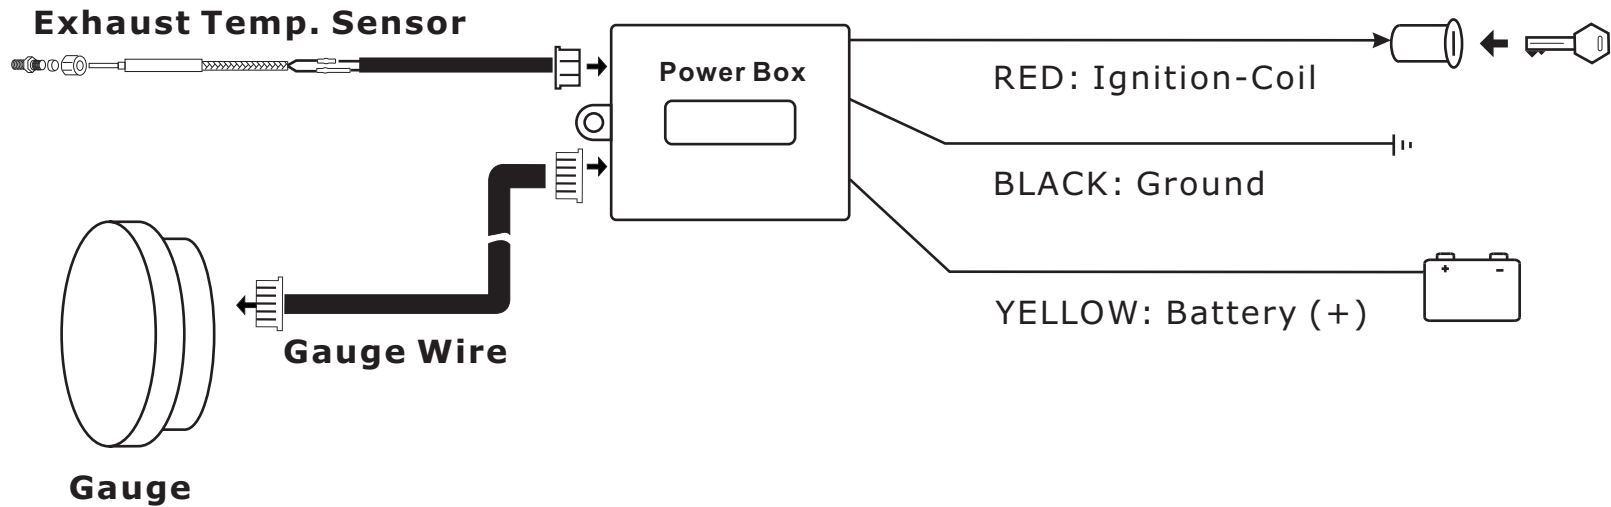 Exhaust Temp. Sensor
Power Box
RED: Ignition-Coil
BLACK: Ground
+ -
YELLOW: Battery (+)
Gauge Wire
Gauge